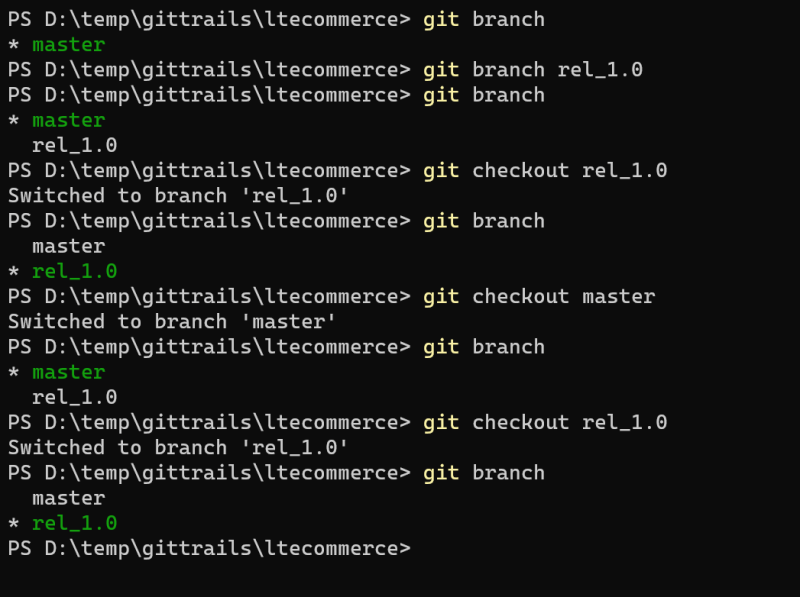 PS D:\temp\gittrails\ltecommerce> git branch
* master
PS D:\temp\gittrails\ltecommerce> git branch rel_1.0
PS D:\temp\gittrails\ltecommerce> git branch
* master
  rel_1.0
PS D:\temp\gittrails\ltecommerce> git checkout rel_1.0
Switched to branch 'rel_1.0'
PS D:\temp\gittrails\ltecommerce> git branch
  master
* rel_1.0
PS D:\temp\gittrails\ltecommerce> git checkout master
Switched to branch 'master'
PS D:\temp\gittrails\ltecommerce> git branch
* master
  rel_1.0
PS D:\temp\gittrails\ltecommerce> git checkout rel_1.0
Switched to branch 'rel_1.0'
PS D:\temp\gittrails\ltecommerce> git branch
  master
* rel_1.0
PS D:\temp\gittrails\ltecommerce>